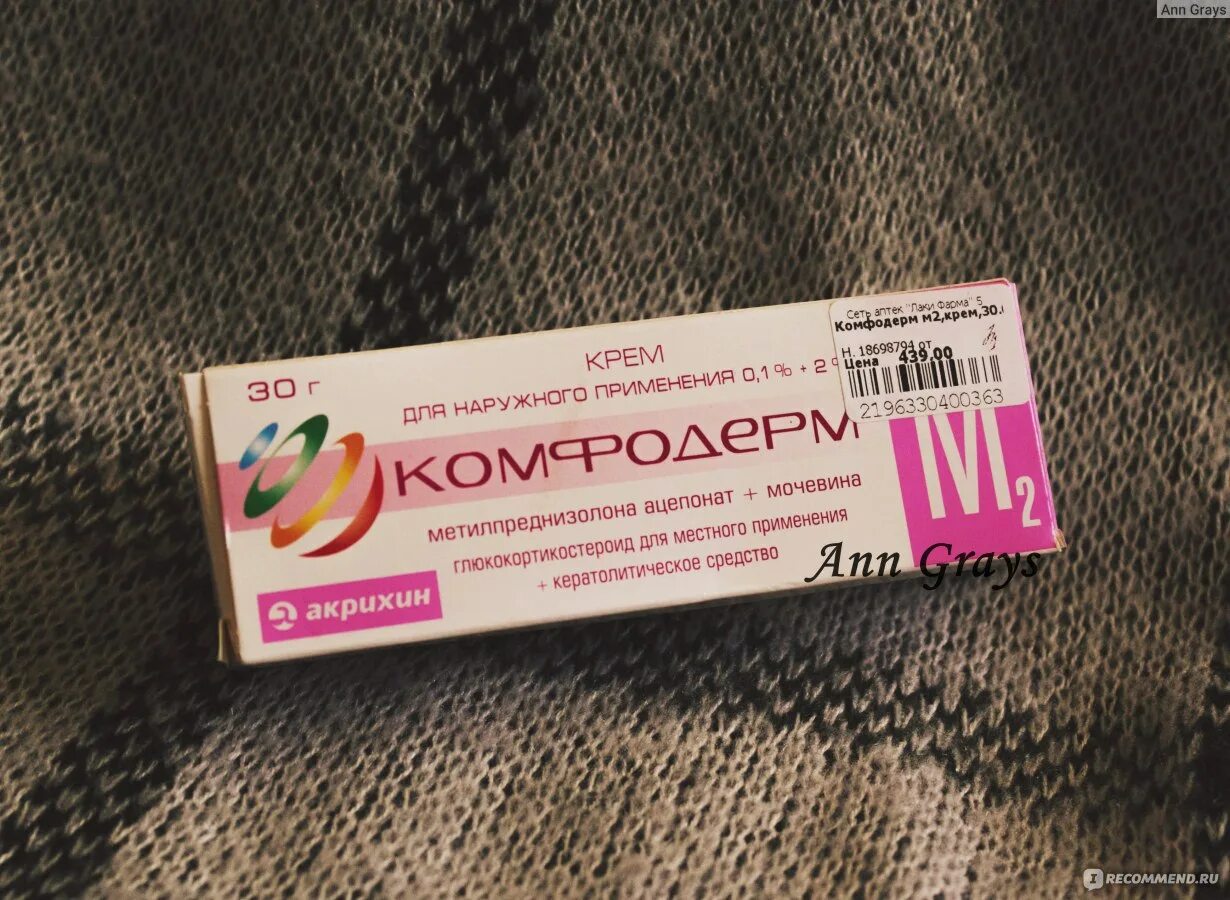 Ann Grays
Сеть аптек "Лаки Фарма" 5
Комфодерм м2,крем,30.
Н. 18698794 от
Цена 439,00
2196330400363
30 г
КРЕМ
ДЛЯ НАРУЖНОГО ПРИМЕНЕНИЯ 0,1 % + 2
КОМФОДЕРМ
М2
метилпреднизолона ацепонат + мочевина
глюкокортикостероид для местного применения
+ кератолитическое средство
акрихин
Ann Grays
IRECOMMEND.RU